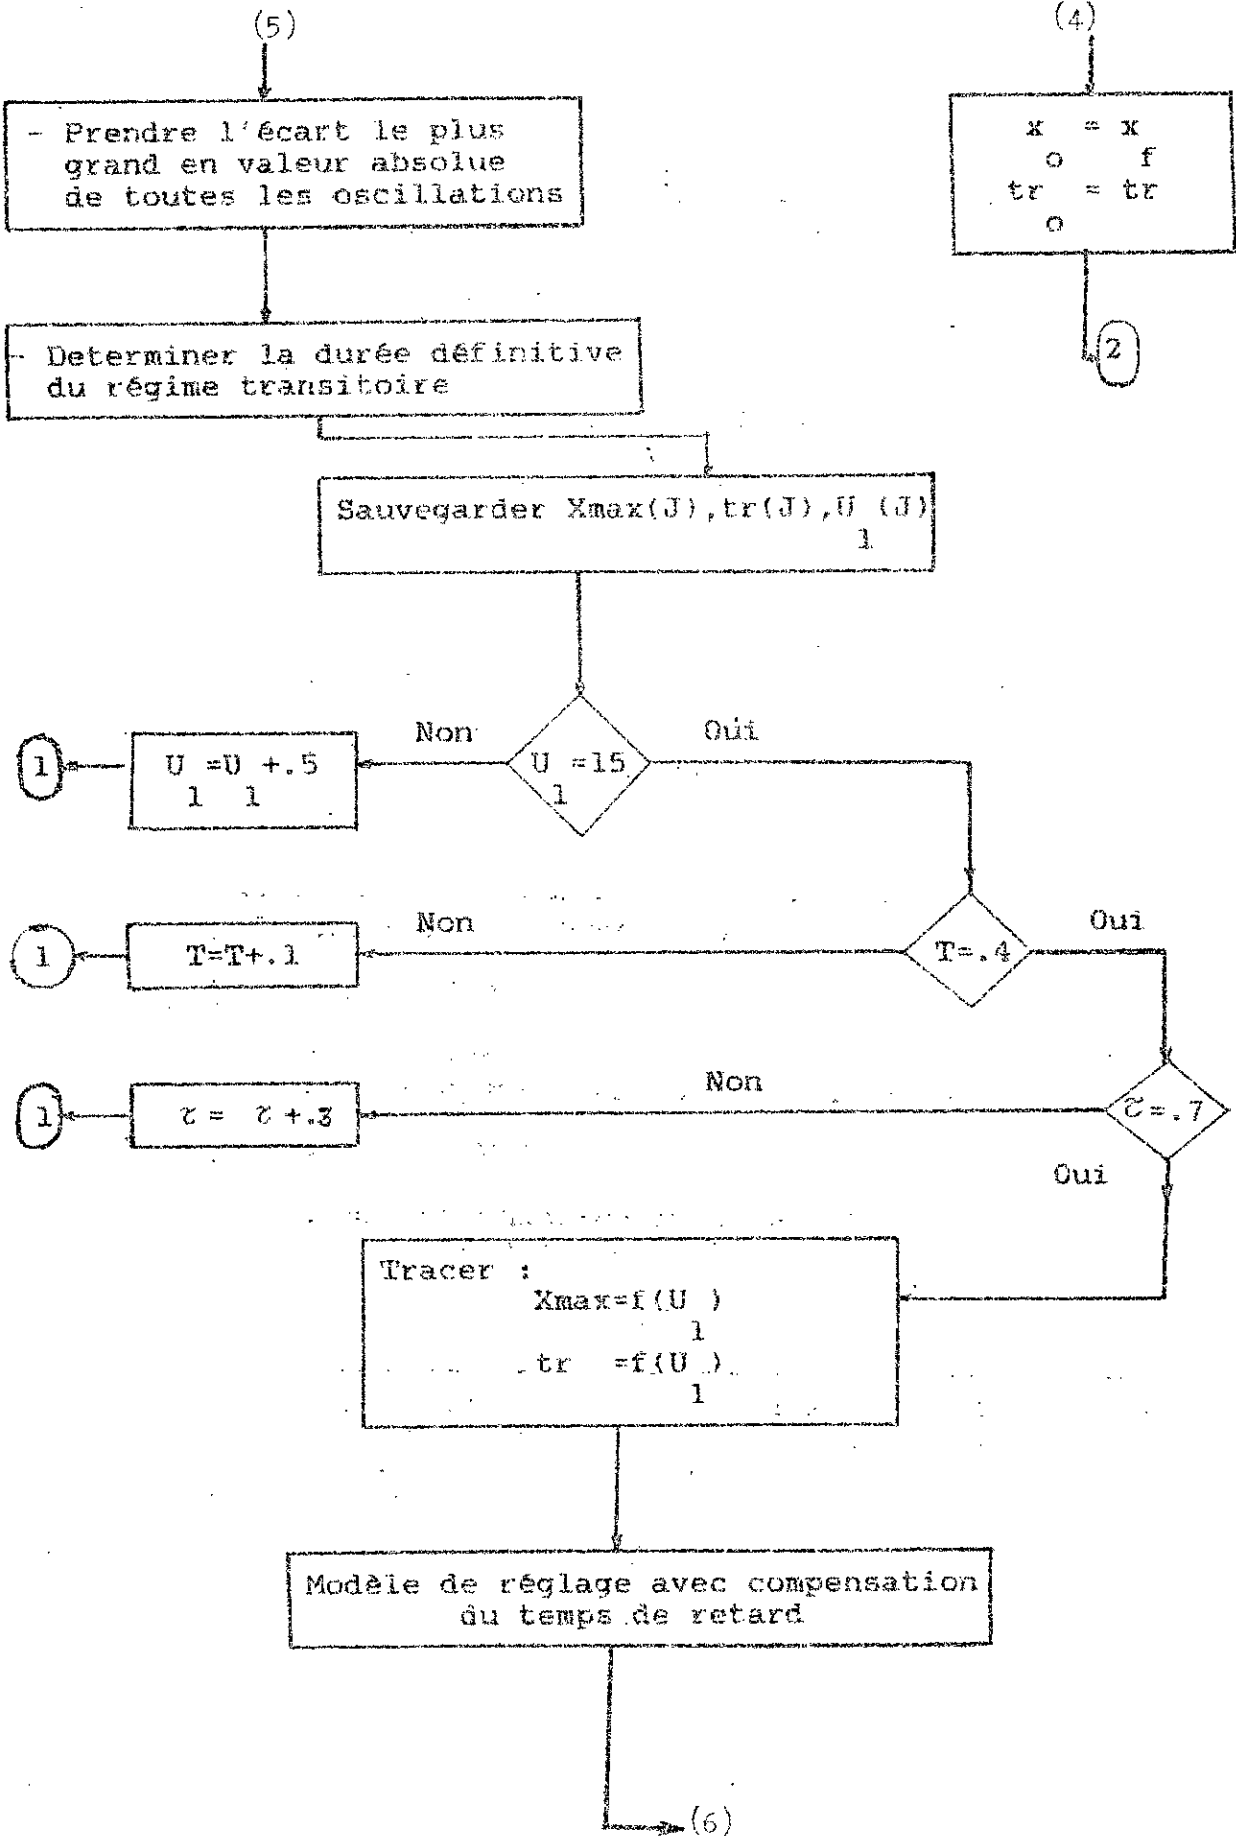 (5)
(4)
- Prendre l'écart le plus
grand en valeur absolue
de toutes les oscillations
x = x
o f
tr = tr
o
2
- Determiner la durée définitive
du régime transitoire
Sauvegarder Xmax(J),tr(J),U (J)
1
Non
Oui
1
U =U +.5
1 1
U =15
1
Non
Oui
1
T=T+.1
T=.4
Non
1
τ = τ +.3
τ=.7
Oui
Tracer :
Xmax=f(U )
1
tr =f(U )
1
Modèle de réglage avec compensation
du temps de retard
(6)